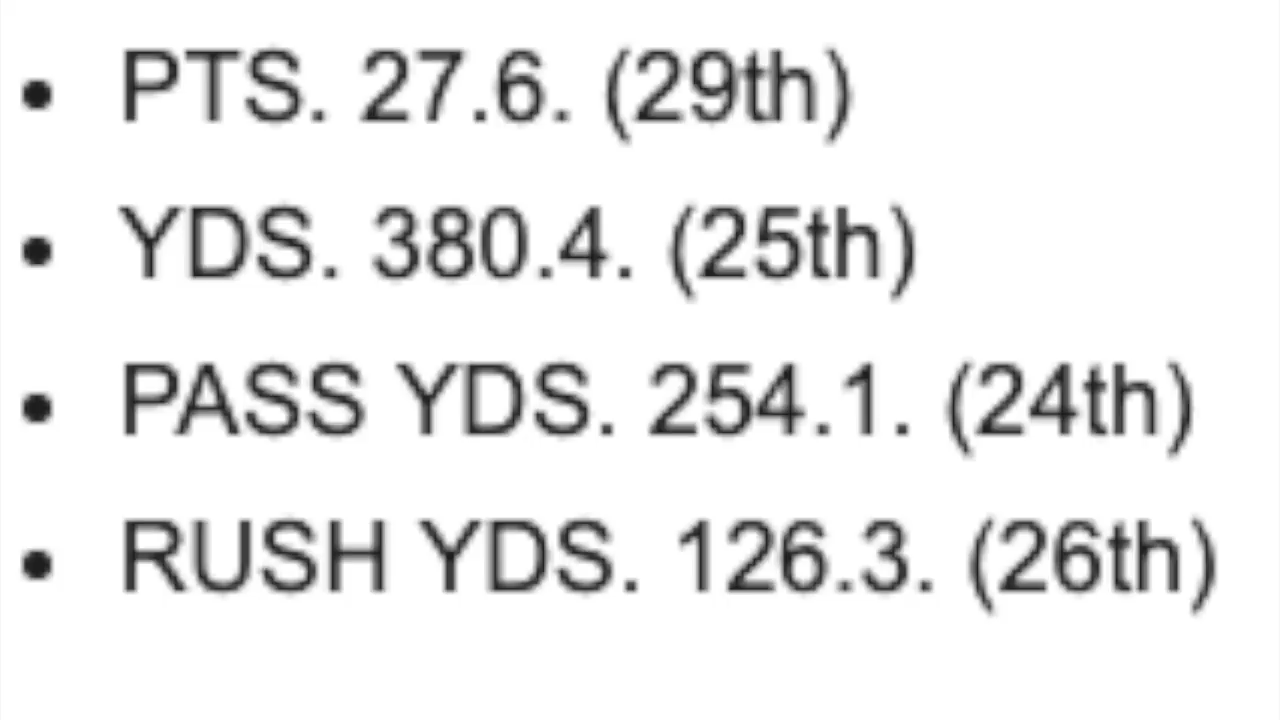 • PTS. 27.6. (29th)
• YDS. 380.4. (25th)
• PASS YDS. 254.1. (24th)
• RUSH YDS. 126.3. (26th)